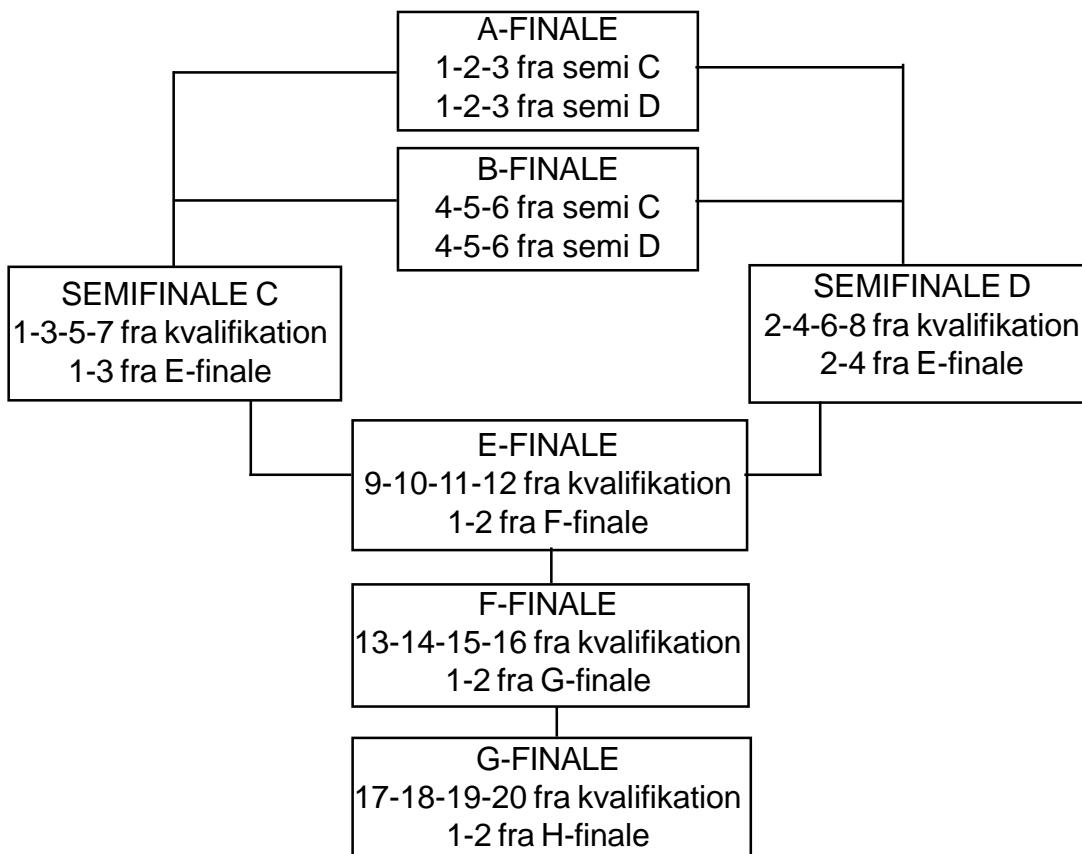 A-FINALE
1-2-3 fra semi C
1-2-3 fra semi D
B-FINALE
4-5-6 fra semi C
4-5-6 fra semi D
SEMIFINALE C
1-3-5-7 fra kvalifikation
1-3 fra E-finale
SEMIFINALE D
2-4-6-8 fra kvalifikation
2-4 fra E-finale
E-FINALE
9-10-11-12 fra kvalifikation
1-2 fra F-finale
F-FINALE
13-14-15-16 fra kvalifikation
1-2 fra G-finale
G-FINALE
17-18-19-20 fra kvalifikation
1-2 fra H-finale